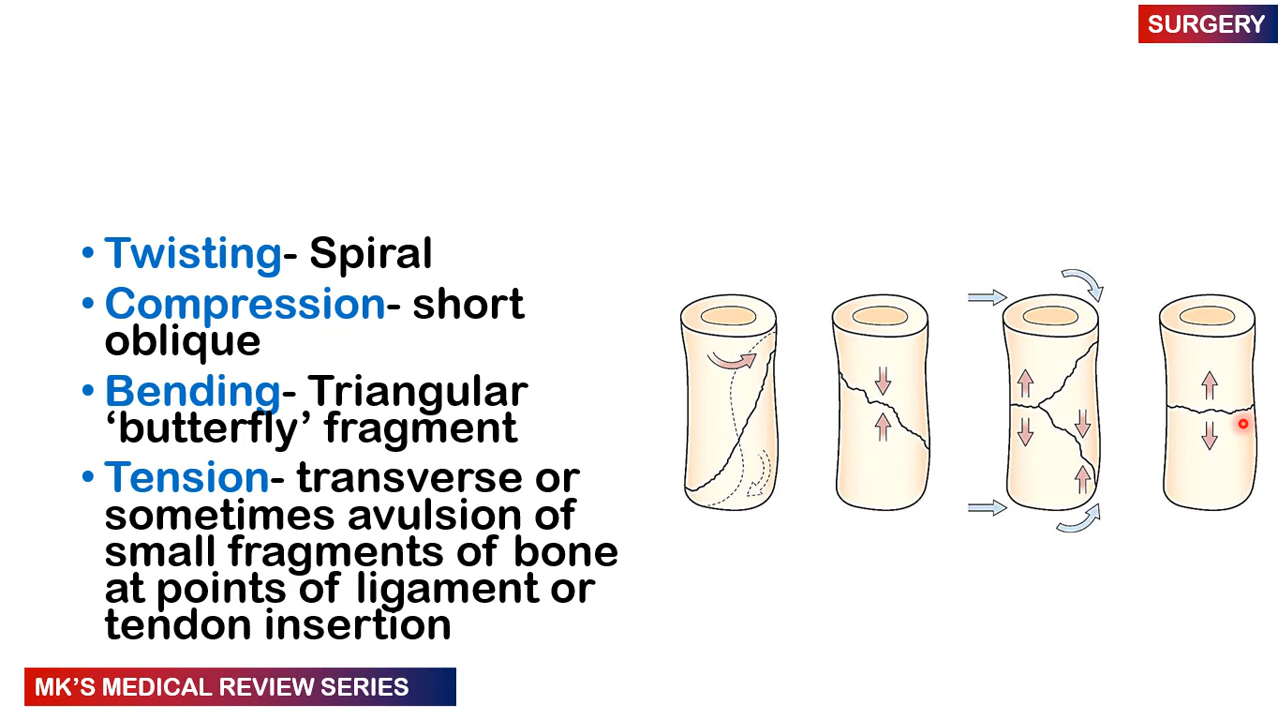 SURGERY
• Twisting- Spiral
• Compression- short
oblique
• Bending- Triangular
‘butterfly’ fragment
• Tension- transverse or
sometimes avulsion of
small fragments of bone
at points of ligament or
tendon insertion
MK’S MEDICAL REVIEW SERIES